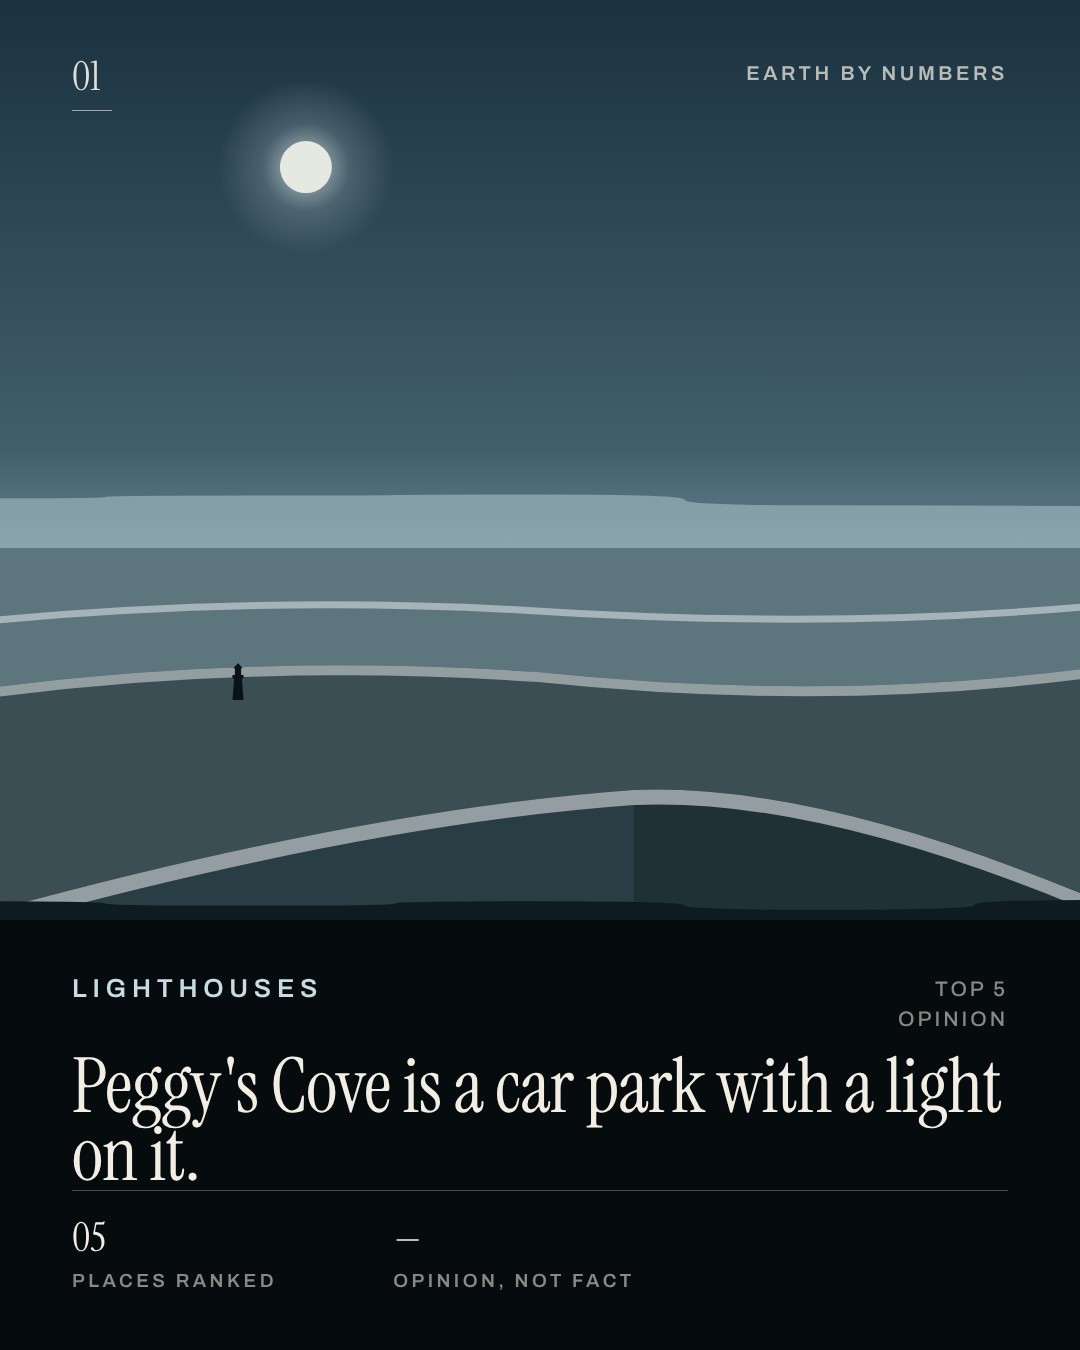 01
EARTH BY NUMBERS
LIGHTHOUSES
TOP 5
OPINION
Peggy's Cove is a car park with a light
on it.
05
—
PLACES RANKED
OPINION, NOT FACT